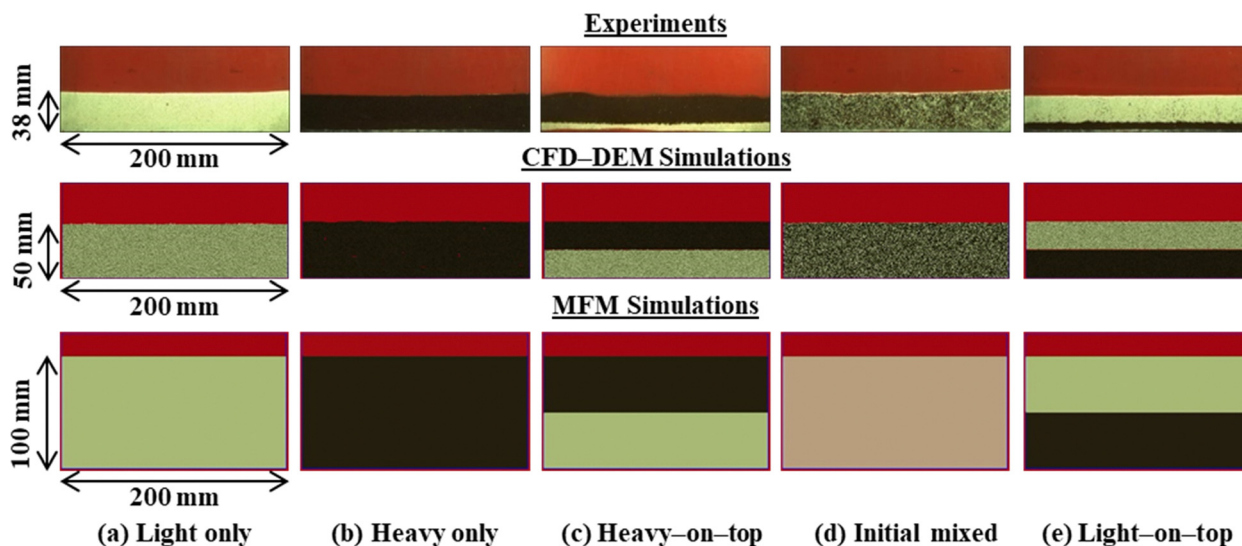 Experiments
38 mm
200 mm
CFD–DEM Simulations
50 mm
200 mm
MFM Simulations
100 mm
200 mm
(a) Light only
(b) Heavy only
(c) Heavy–on–top
(d) Initial mixed
(e) Light–on–top